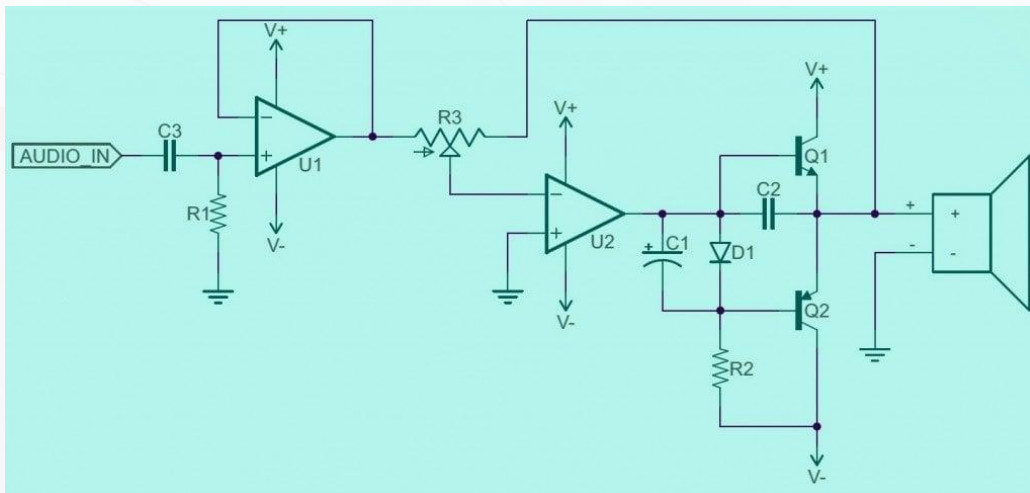 V+
V+
V+
R3
C3
AUDIO_IN
−
+
U1
Q1
−
+
C2
+
+
U2
+
C1
R1
D1
-
-
V-
V-
Q2
R2
V-